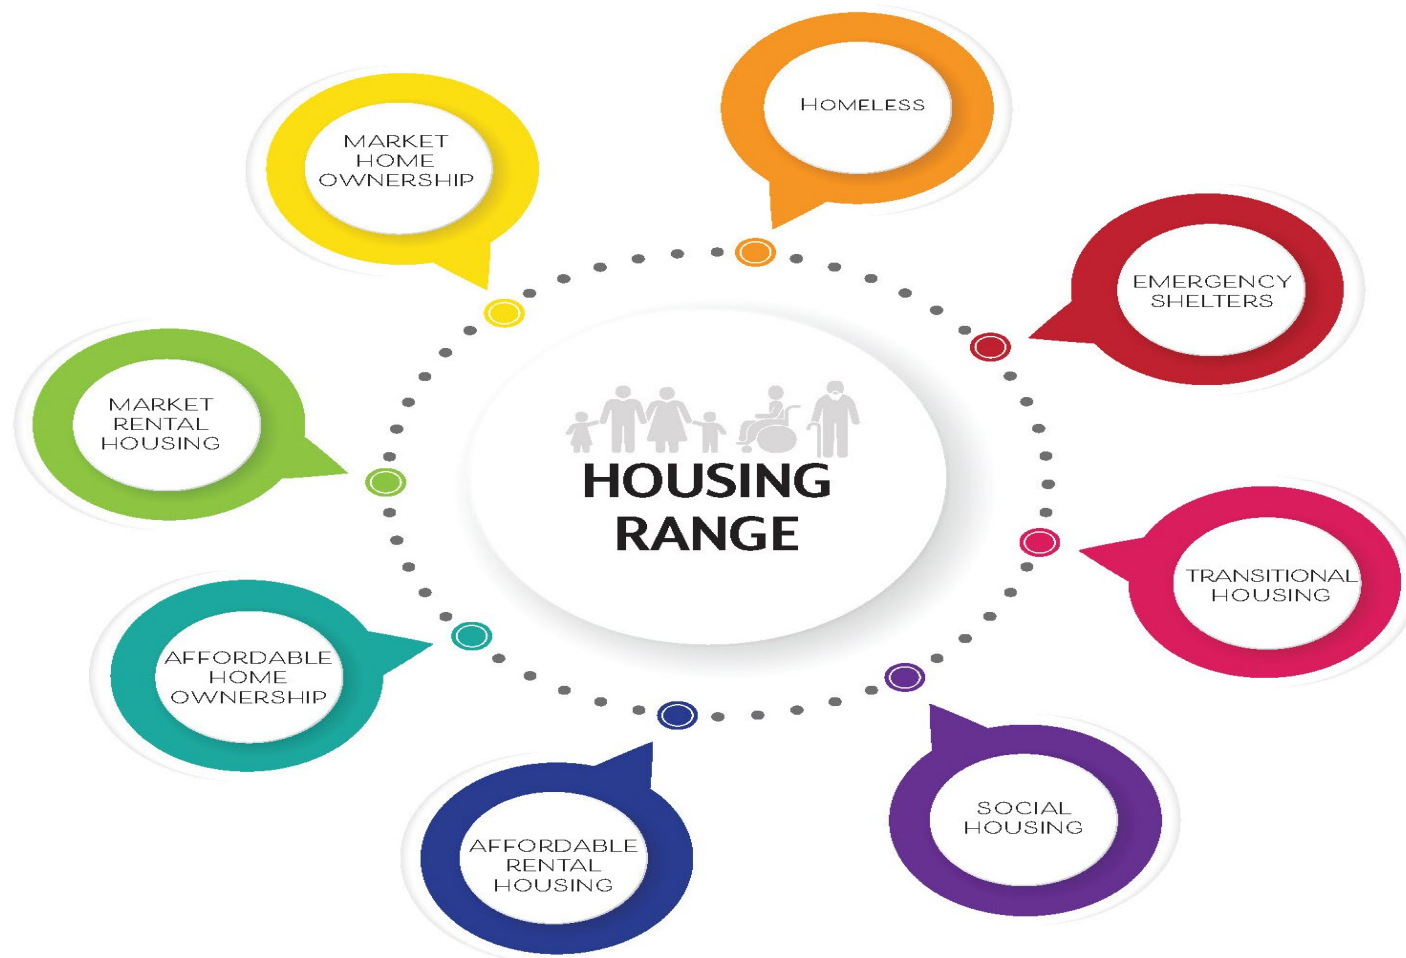 HOUSING
RANGE
HOMELESS
EMERGENCY
SHELTERS
TRANSITIONAL
HOUSING
SOCIAL
HOUSING
AFFORDABLE
RENTAL
HOUSING
AFFORDABLE
HOME
OWNERSHIP
MARKET
RENTAL
HOUSING
MARKET
HOME
OWNERSHIP